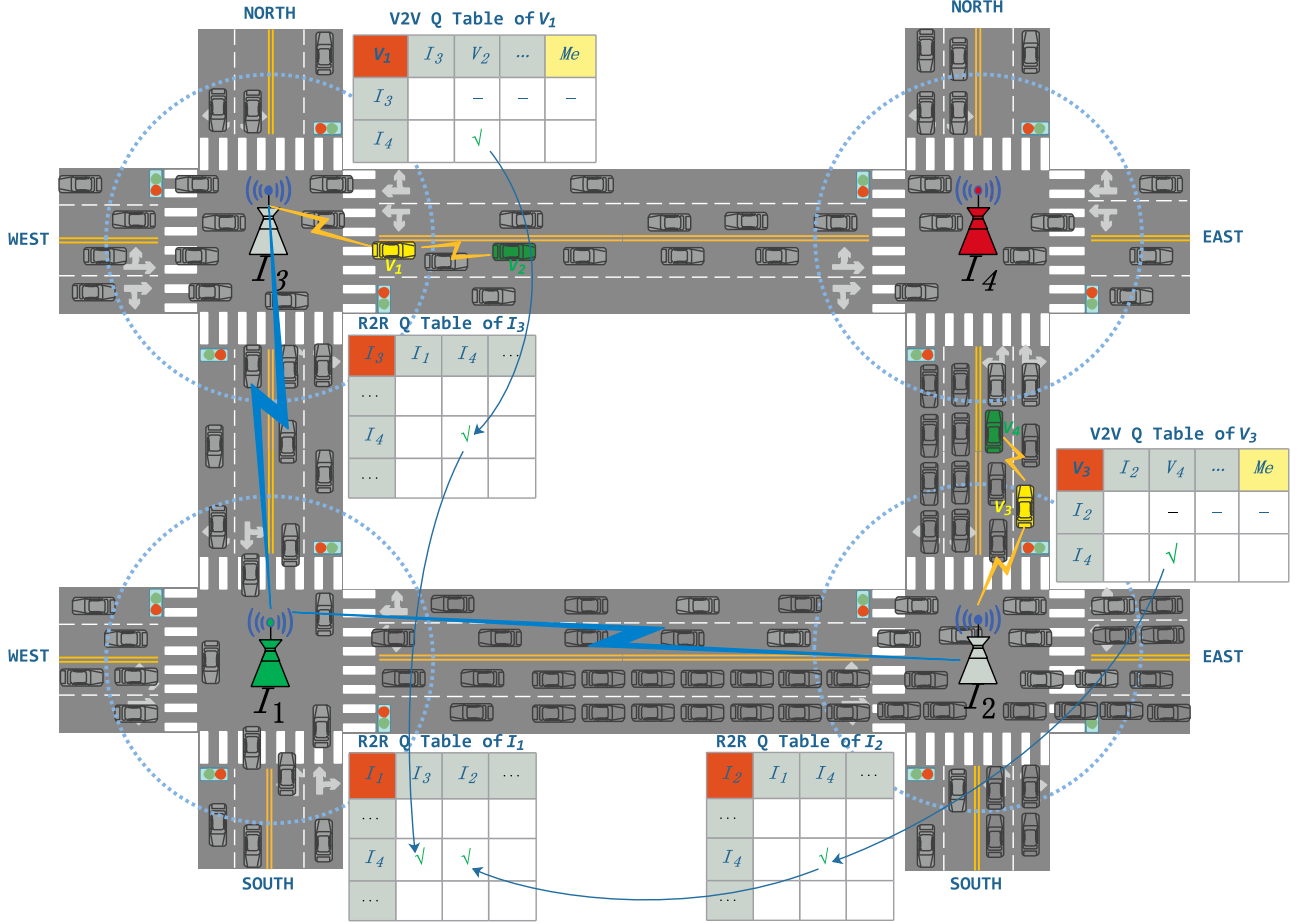 NORTH
NORTH
V2V Q Table of V₁
V₁ I₃ V₂ ... Me
I₃ – – –
I₄ √
WEST
EAST
I₃
I₄
V₁
V₂
R2R Q Table of I₃
I₃ I₁ I₄ ...
...
I₄ √
...
V₄
V₃
V2V Q Table of V₃
V₃ I₂ V₄ ... Me
I₂ – – –
I₄ √
WEST
EAST
I₁
I₂
R2R Q Table of I₁
I₁ I₃ I₂ ...
...
I₄ √ √
...
R2R Q Table of I₂
I₂ I₁ I₄ ...
...
I₄ √
...
SOUTH
SOUTH